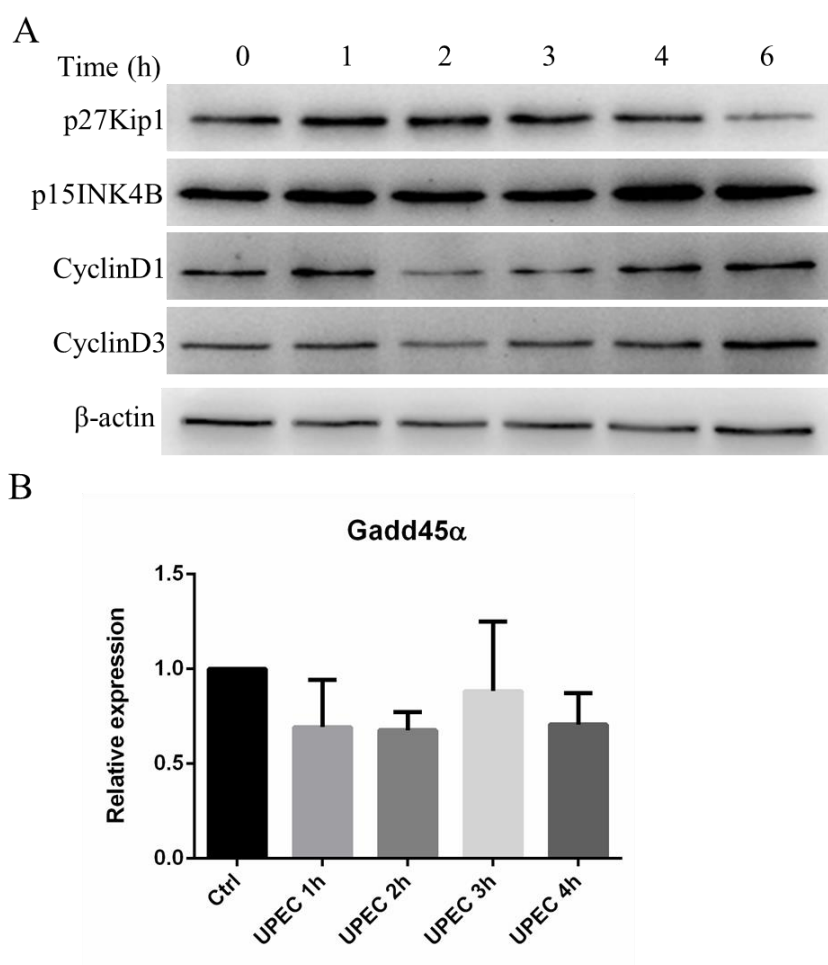 A
Time (h) 0 1 2 3 4 6
p27Kip1
p15INK4B
CyclinD1
CyclinD3
β-actin
B
Gadd45α
Relative expression
1.5
1.0
0.5
0.0
Ctrl
UPEC 1h
UPEC 2h
UPEC 3h
UPEC 4h